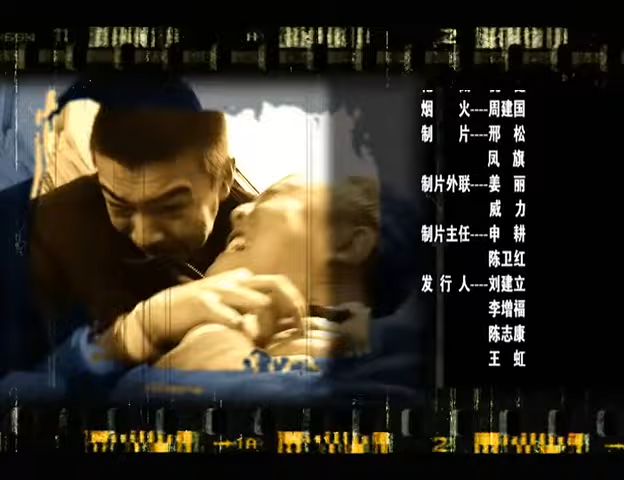 烟 火----周建国
制 片----邢 松
凤 旗
制片外联----姜 丽
威 力
制片主任----申 耕
陈卫红
发 行 人----刘建立
李增福
陈志康
王 虹
→1A
2